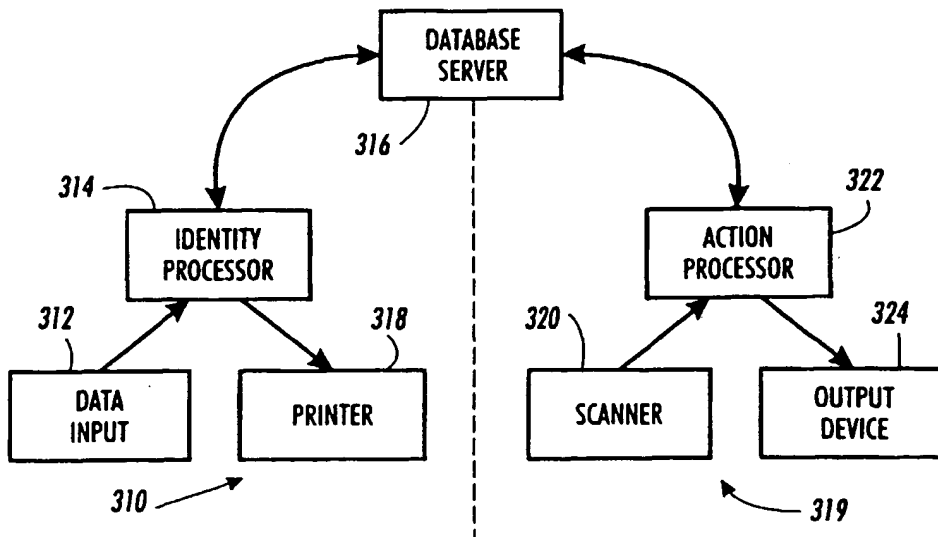 DATABASE
SERVER
316
314
322
IDENTITY
PROCESSOR
ACTION
PROCESSOR
312
318
320
324
DATA
INPUT
PRINTER
SCANNER
OUTPUT
DEVICE
310
319